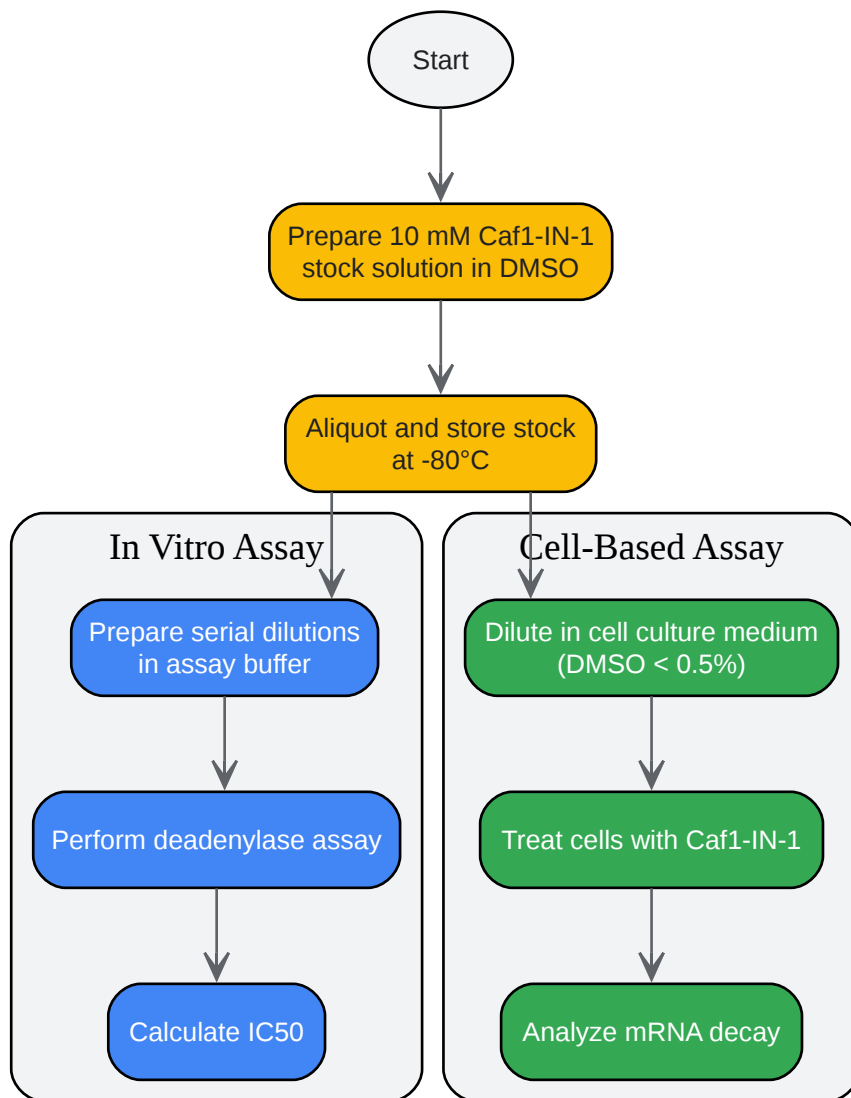 Start
Prepare 10 mM Caf1-IN-1
stock solution in DMSO
Aliquot and store stock
at -80°C
In Vitro Assay
Prepare serial dilutions
in assay buffer
Perform deadenylase assay
Calculate IC50
Cell-Based Assay
Dilute in cell culture medium
(DMSO < 0.5%)
Treat cells with Caf1-IN-1
Analyze mRNA decay